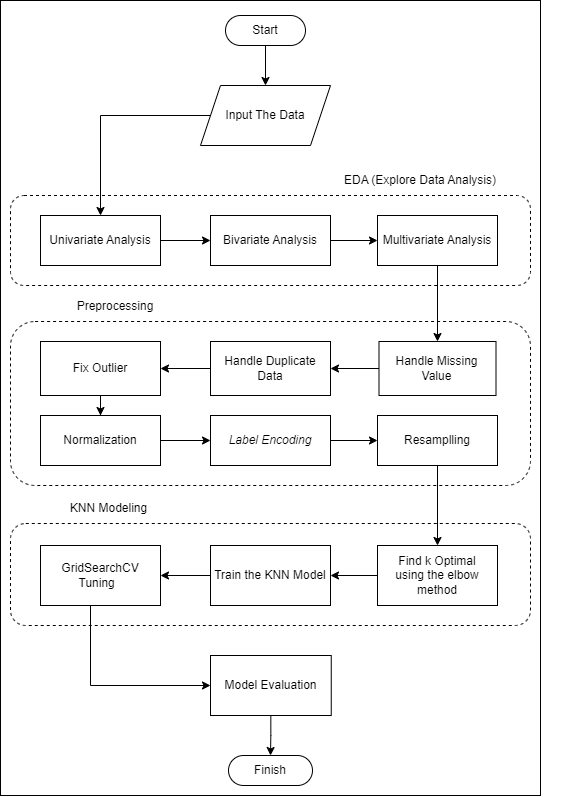 Start
Input The Data
EDA (Explore Data Analysis)
Univariate Analysis
Bivariate Analysis
Multivariate Analysis
Preprocessing
Handle Missing
Value
Handle Duplicate
Data
Fix Outlier
Normalization
Label Encoding
Resamplling
KNN Modeling
Find k Optimal
using the elbow
method
Train the KNN Model
GridSearchCV
Tuning
Model Evaluation
Finish